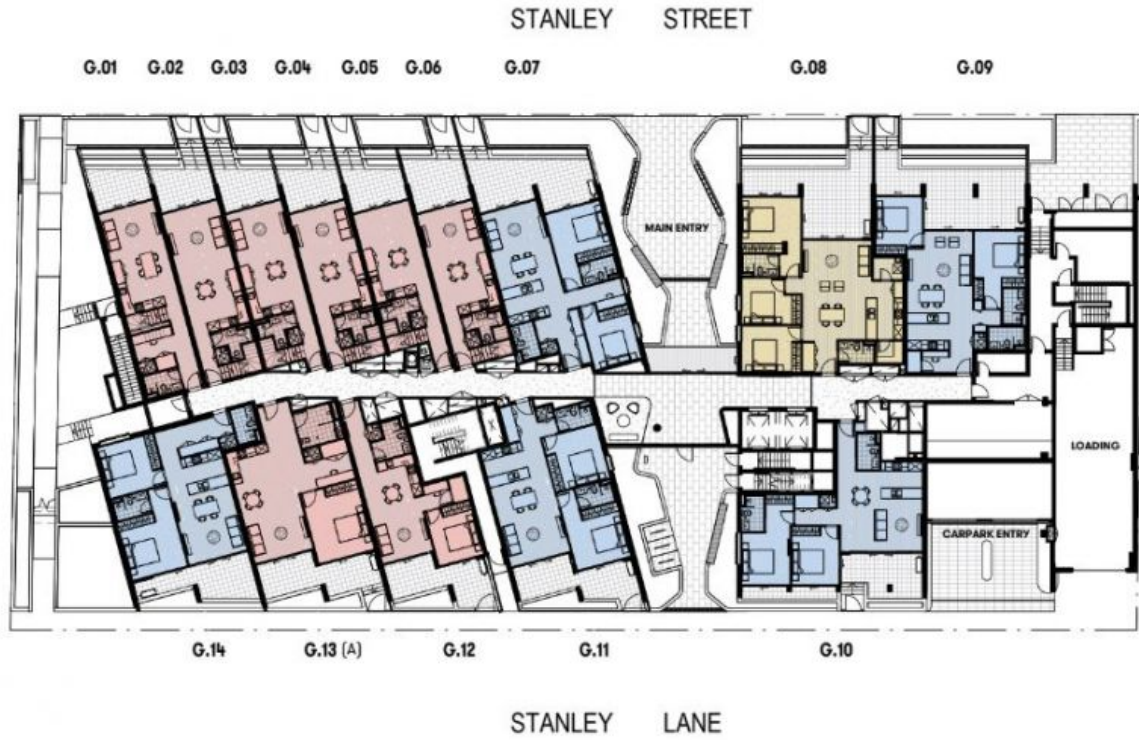 STANLEY STREET
G.01 G.02 G.03 G.04 G.05 G.06 G.07 G.08 G.09
MAIN ENTRY
LOADING
CARPARK ENTRY
G.14 G.13 (A) G.12 G.11 G.10
STANLEY LANE